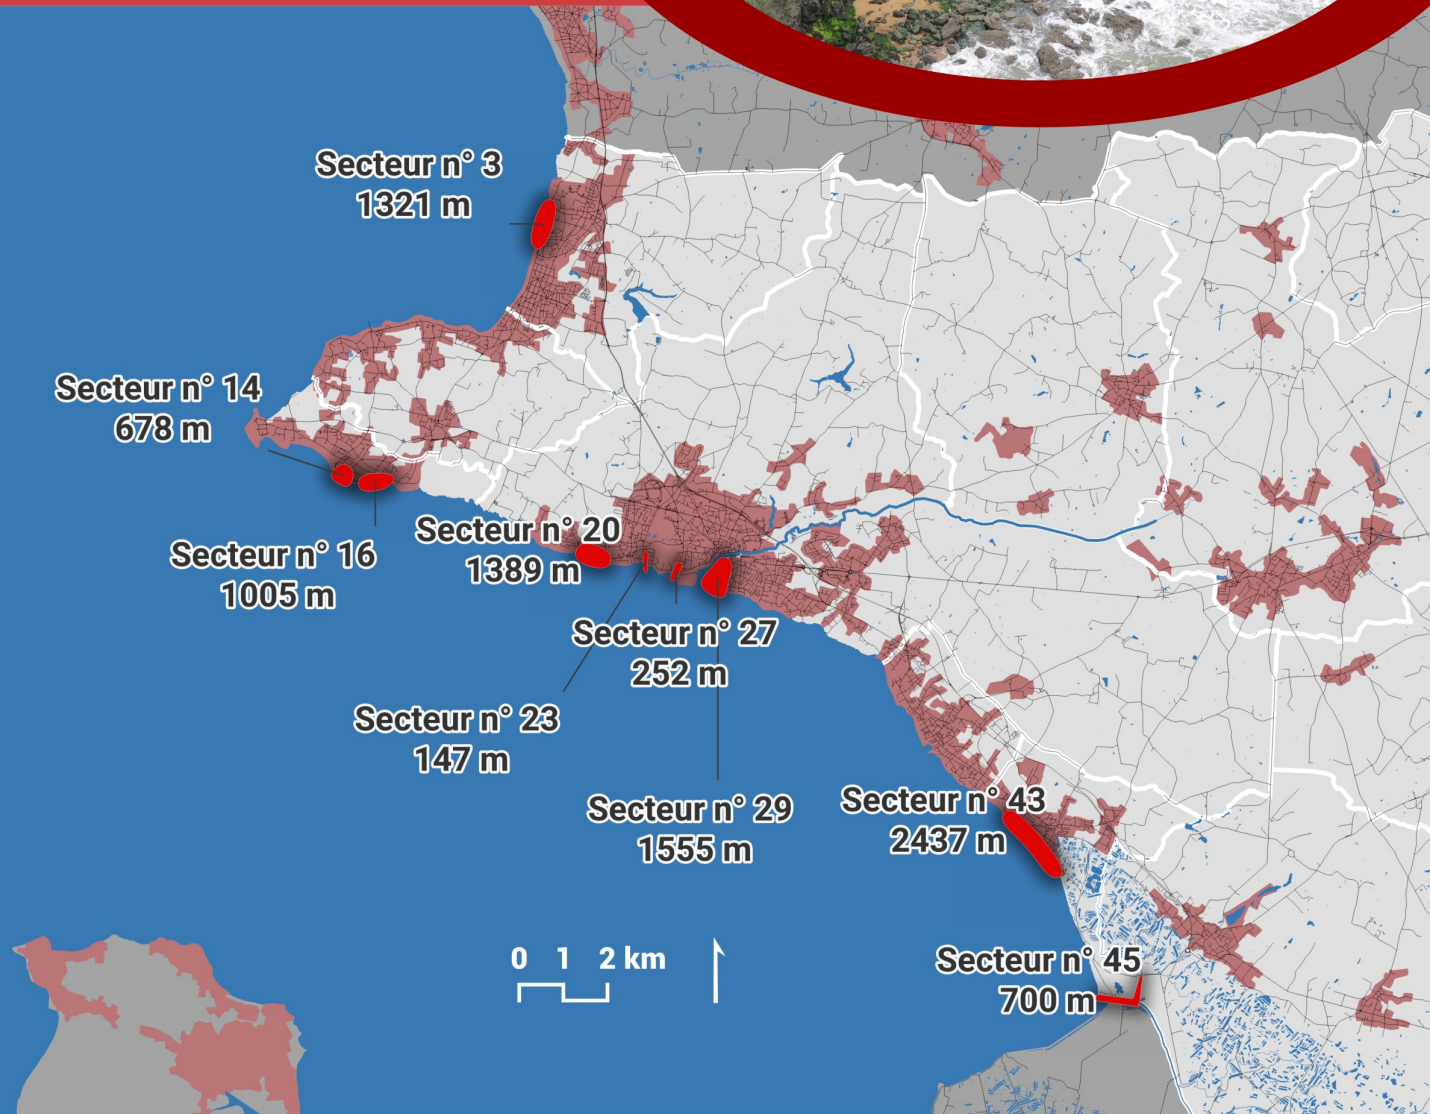 Secteur n° 3
1321 m
Secteur n° 14
678 m
Secteur n° 16
1005 m
Secteur n° 20
1389 m
Secteur n° 27
252 m
Secteur n° 23
147 m
Secteur n° 29
1555 m
Secteur n° 43
2437 m
Secteur n° 45
700 m
0 1 2 km